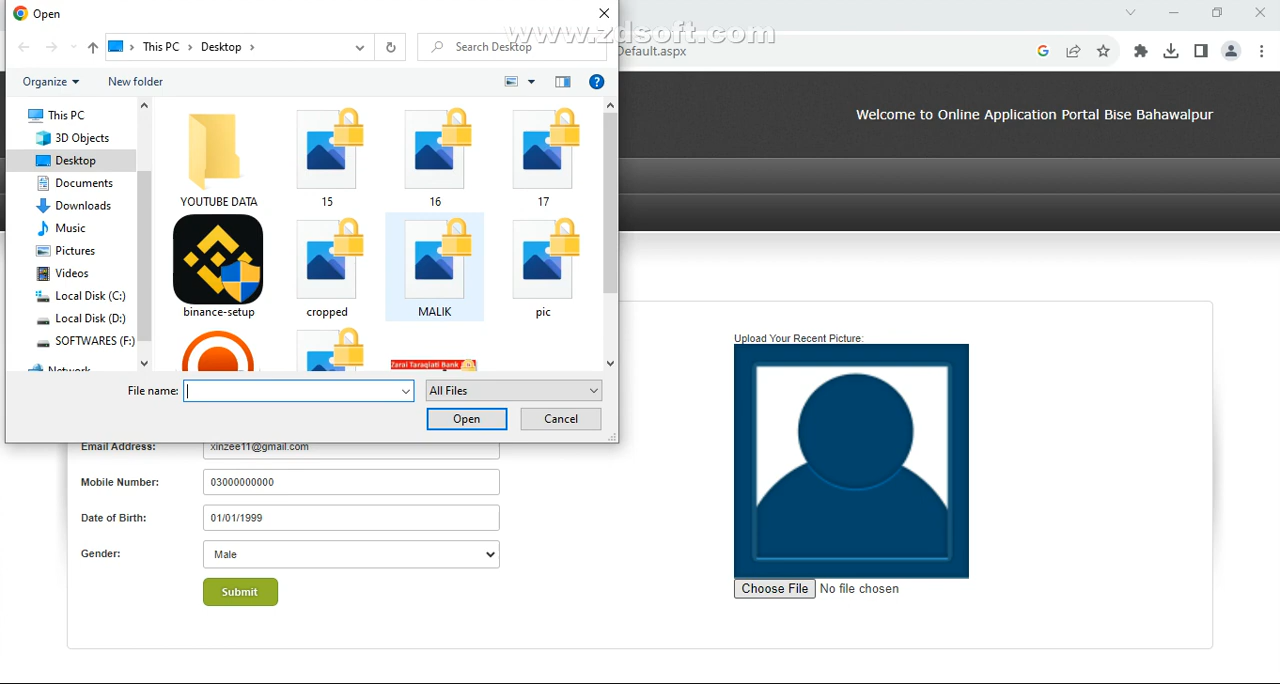 Open
www.zdsoft.com
This PC
Desktop
Search Desktop
Default.aspx
Organize
New folder
Welcome to Online Application Portal Bise Bahawalpur
This PC
3D Objects
Desktop
Documents
Downloads
Music
Pictures
Videos
Local Disk (C:)
Local Disk (D:)
SOFTWARES (F:)
Network
YOUTUBE DATA
15
16
17
binance-setup
cropped
MALIK
pic
Zarai Taraqiati Bank
File name:
All Files
Open
Cancel
Upload Your Recent Picture:
Email Address:
xinzee11@gmail.com
Mobile Number:
03000000000
Date of Birth:
01/01/1999
Gender:
Male
Submit
Choose File
No file chosen